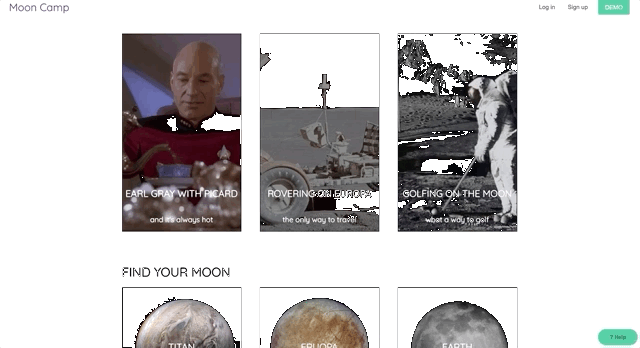 Moon Camp
Log in
Sign up
DEMO
EARL GRAY WITH PICARD
and it's always hot
ROVERING ON EUROPA
the only way to travel
GOLFING ON THE MOON
what a way to golf
FIND YOUR MOON
TITAN
ERUOPA
EARTH
? Help